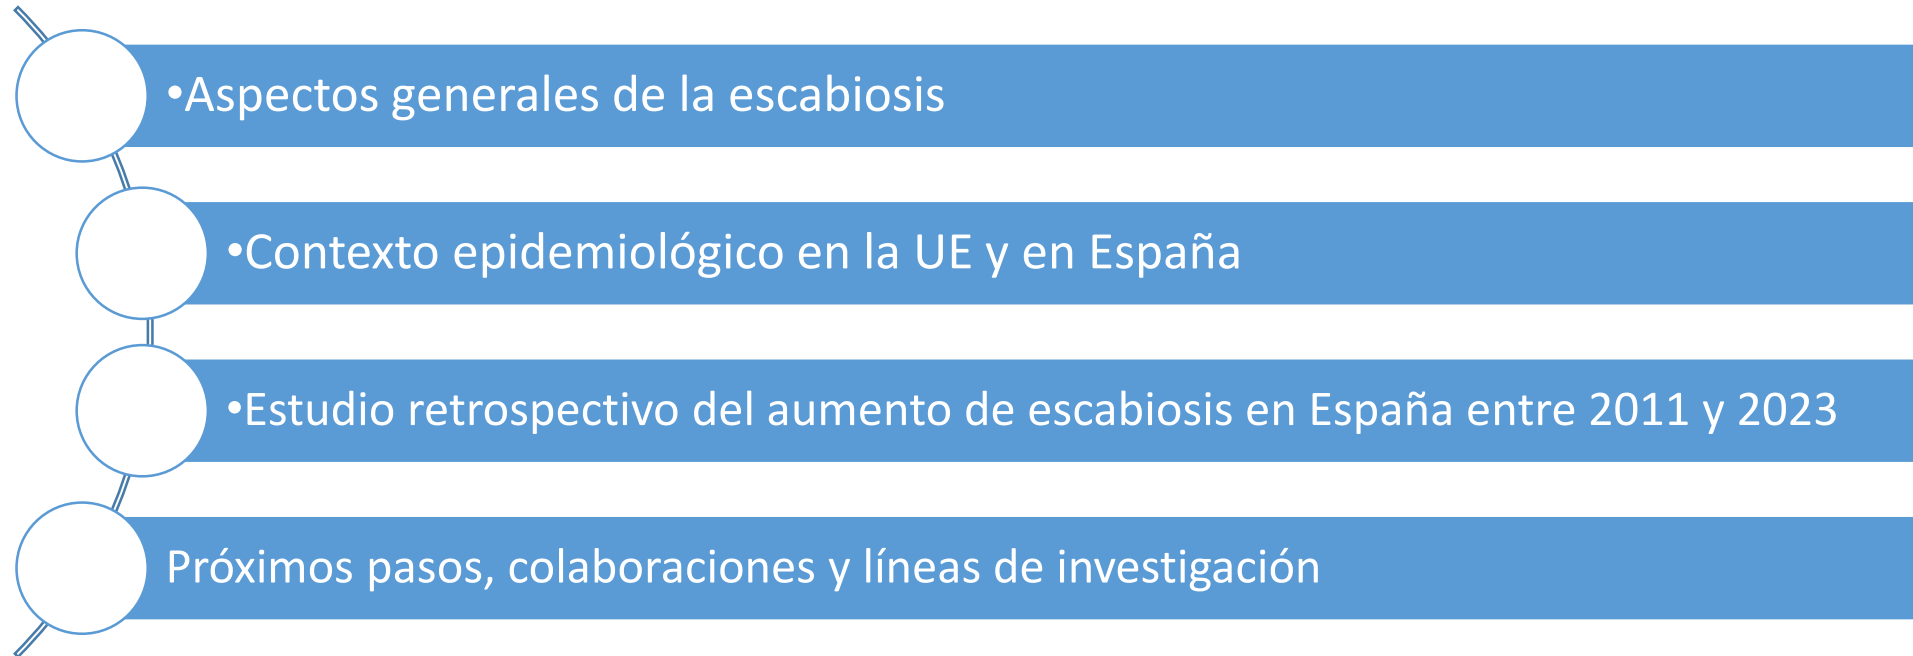 •Aspectos generales de la escabiosis
•Contexto epidemiológico en la UE y en España
•Estudio retrospectivo del aumento de escabiosis en España entre 2011 y 2023
Próximos pasos, colaboraciones y líneas de investigación